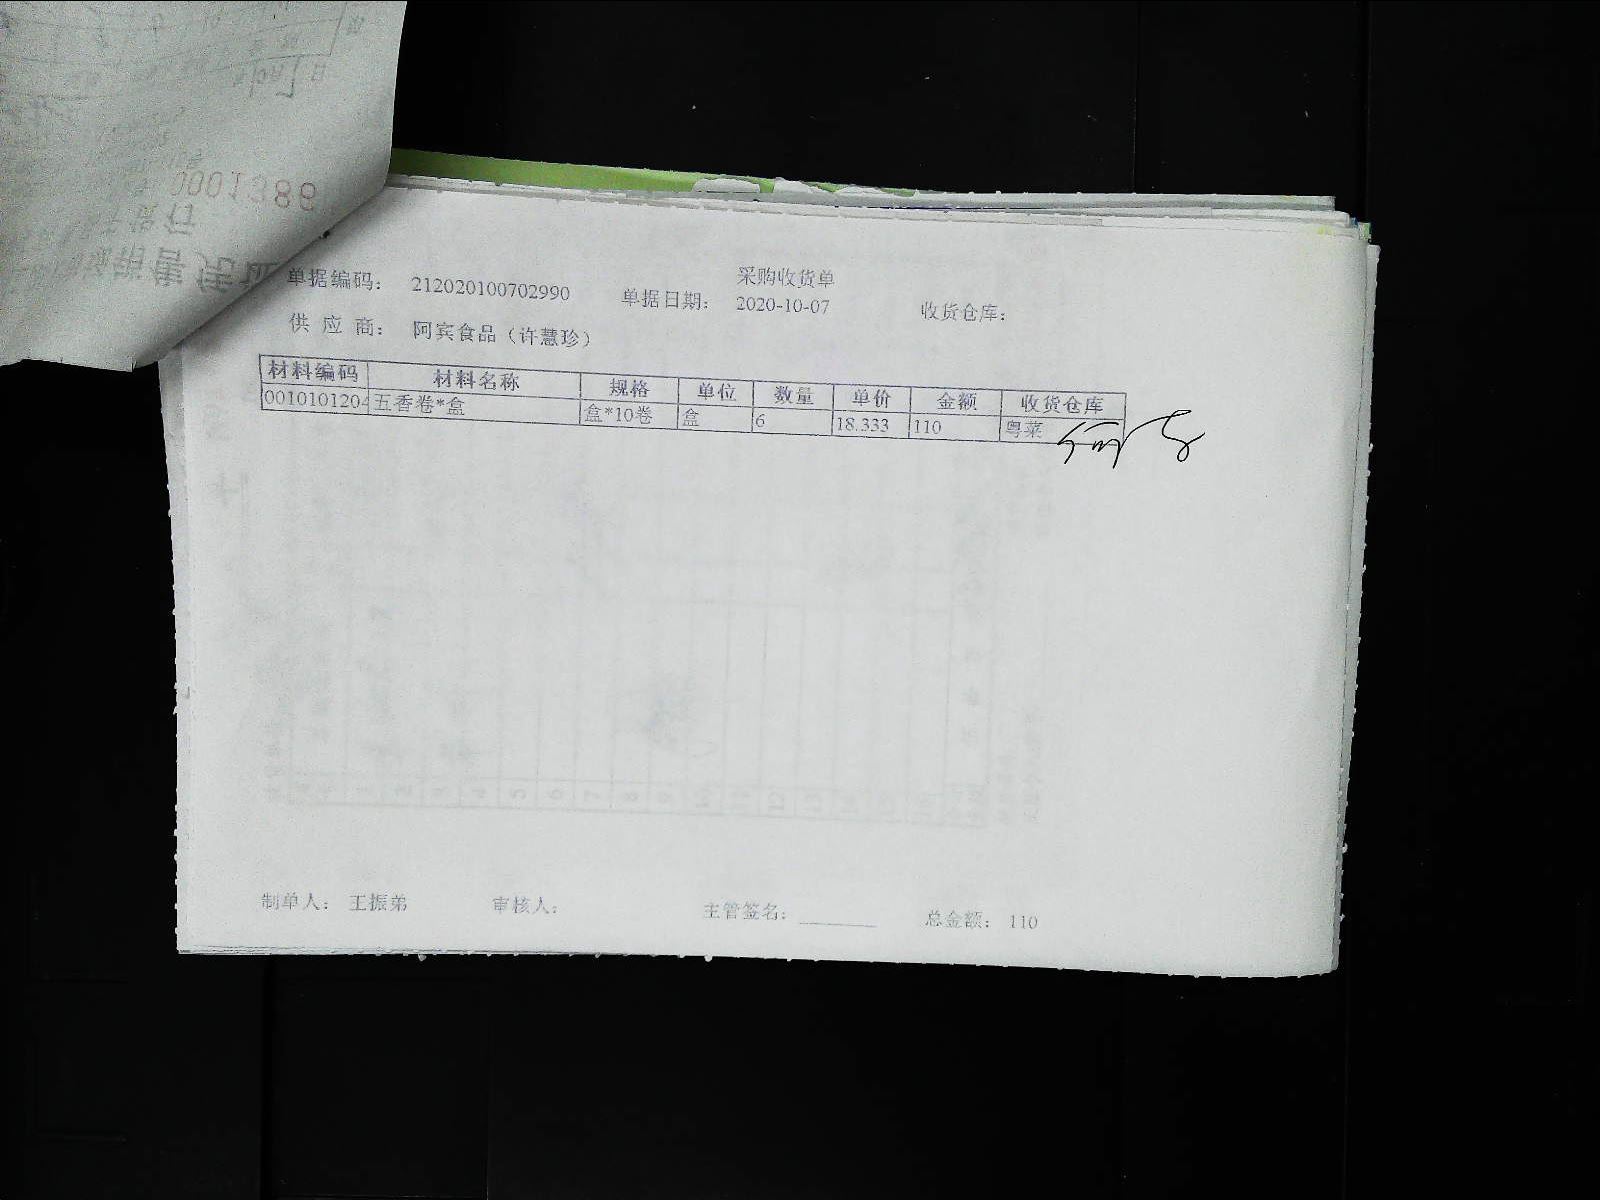 0001386
采购收货单
单据编码： 212020100702990 单据日期： 2020-10-07 收货仓库：
供 应 商： 阿宾食品（许慧珍）
材料编码 材料名称 规格 单位 数量 单价 金额 收货仓库
0010101204 五香卷*盒 盒*10卷 盒 6 18.333 110 粤菜
制单人： 王振弟 审核人： 主管签名： 总金额： 110